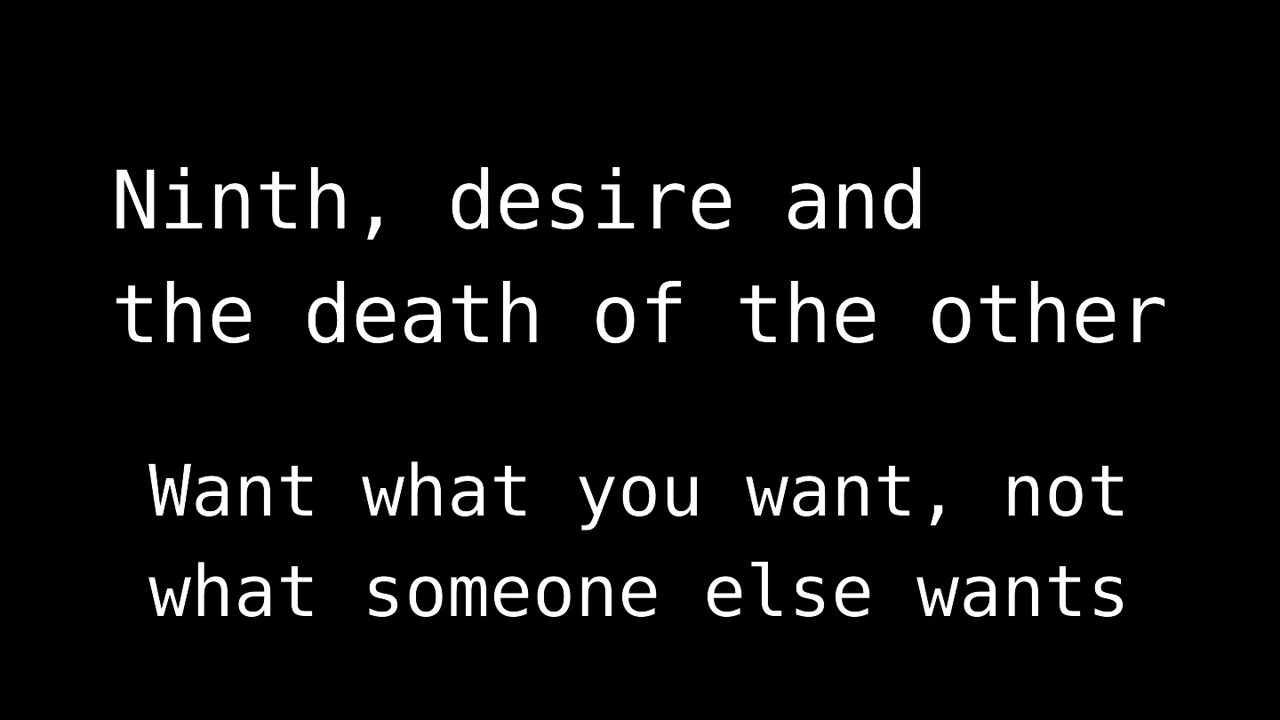 Ninth, desire and
the death of the other
Want what you want, not
what someone else wants